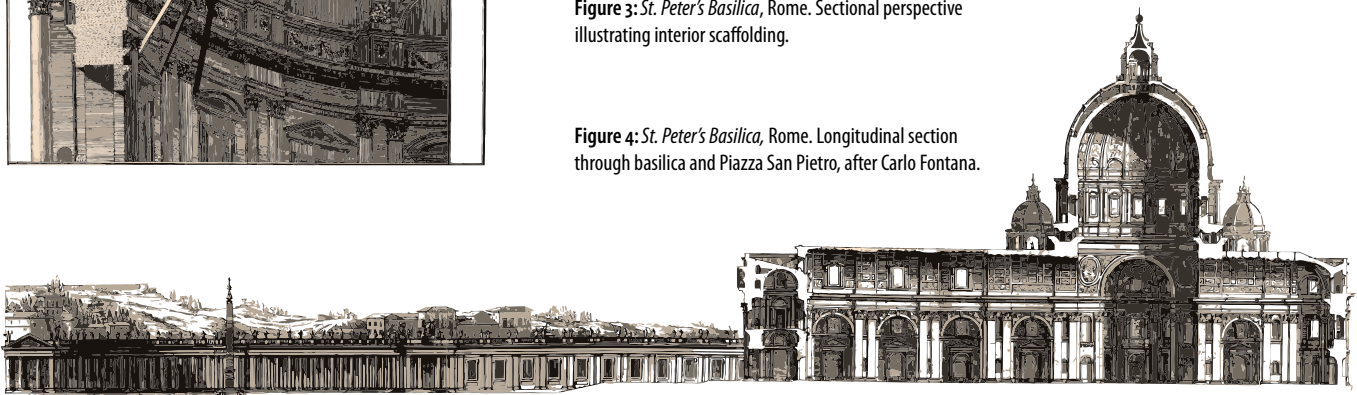 Figure 3: St. Peter's Basilica, Rome. Sectional perspective
illustrating interior scaffolding.
Figure 4: St. Peter's Basilica, Rome. Longitudinal section
through basilica and Piazza San Pietro, after Carlo Fontana.